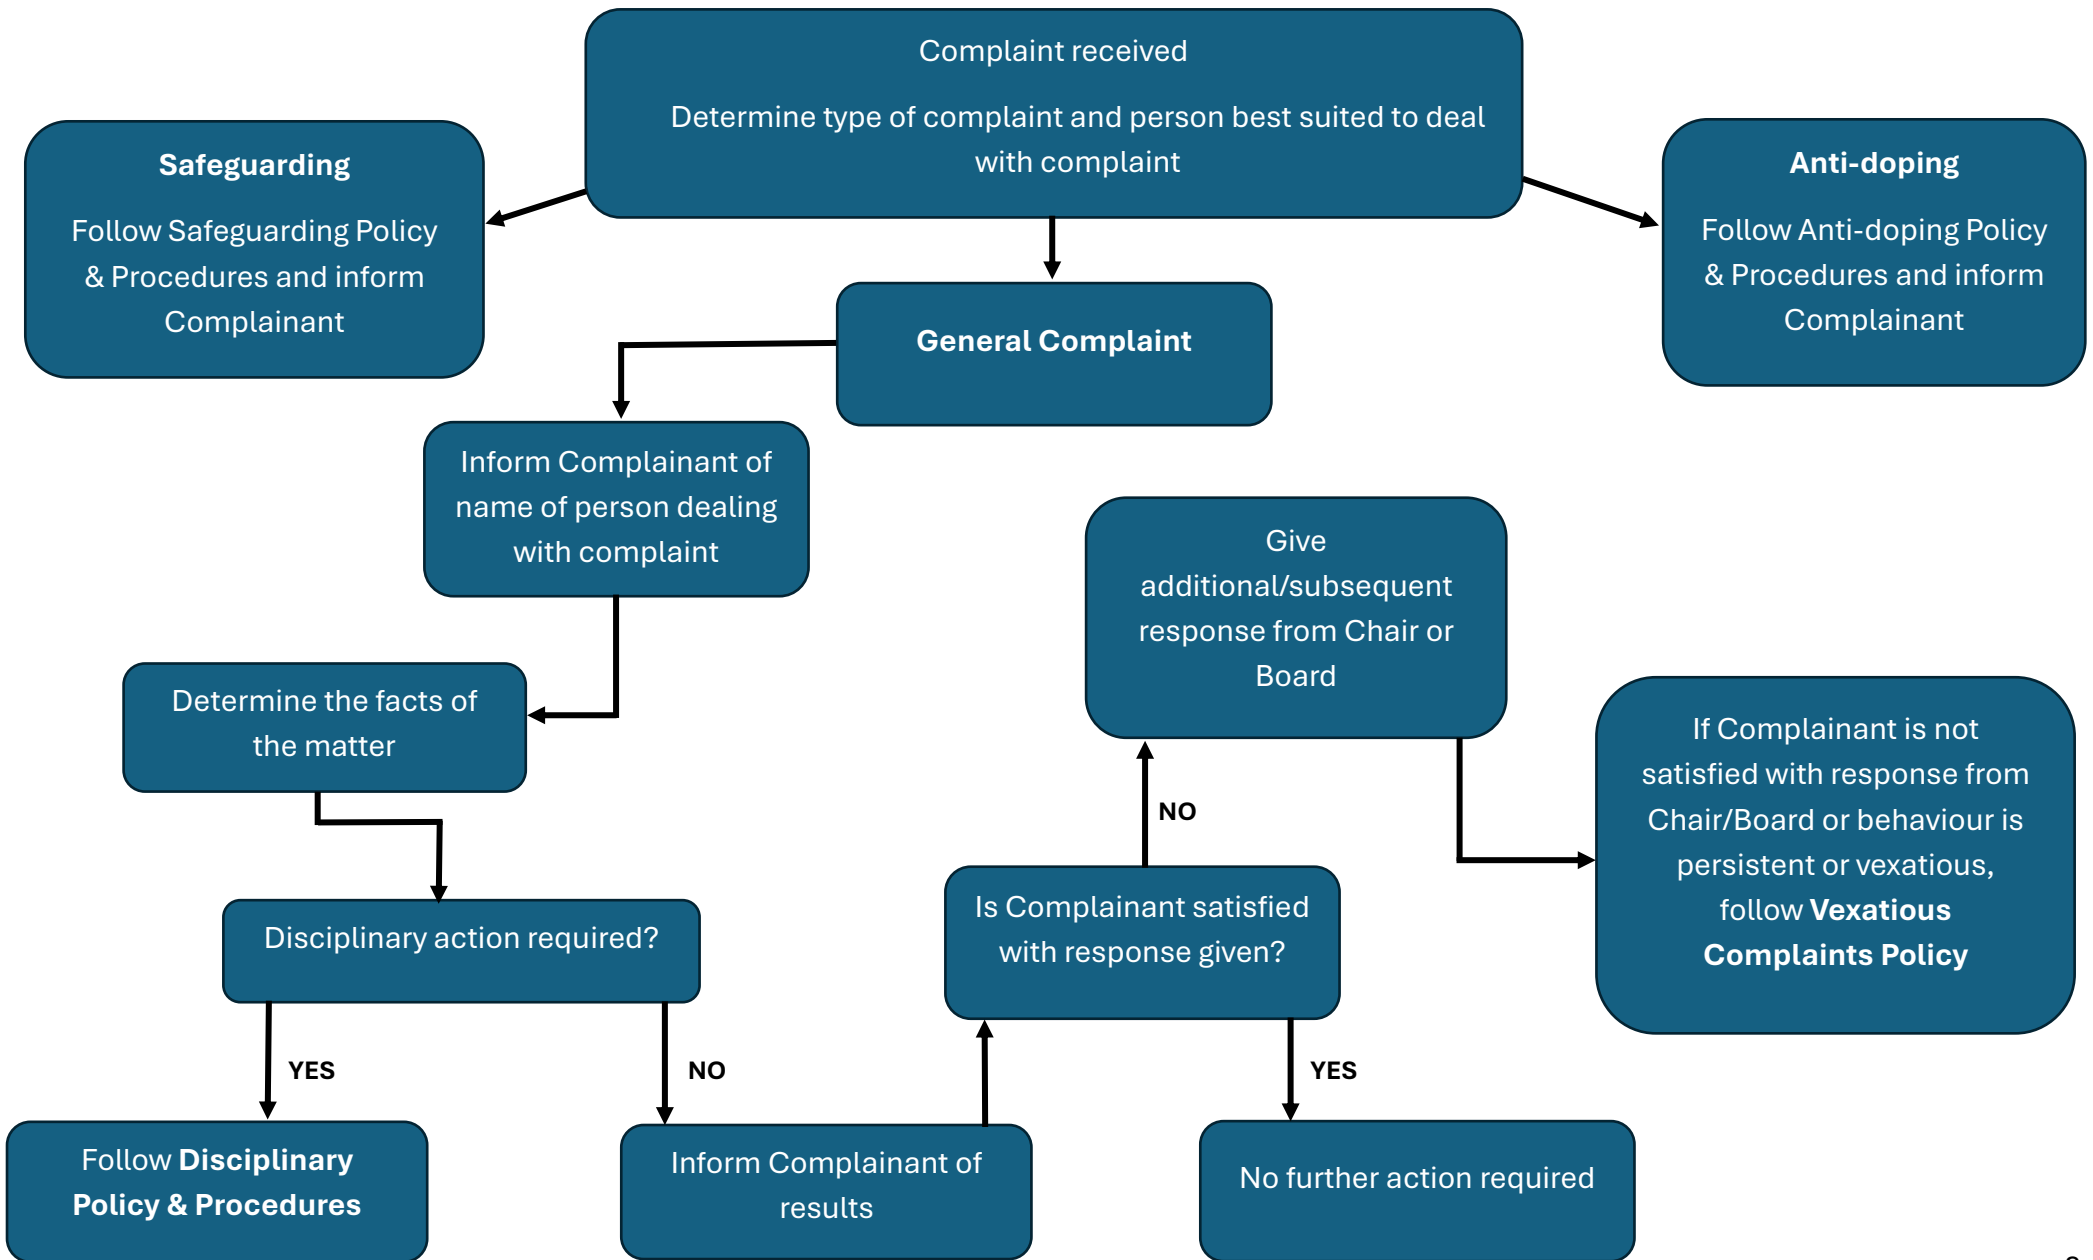 Complaint received
Determine type of complaint and person best suited to deal
with complaint
Safeguarding
Follow Safeguarding Policy
& Procedures and inform
Complainant
Anti-doping
Follow Anti-doping Policy
& Procedures and inform
Complainant
General Complaint
Inform Complainant of
name of person dealing
with complaint
Give
additional/subsequent
response from Chair or
Board
Determine the facts of
the matter
If Complainant is not
satisfied with response from
Chair/Board or behaviour is
persistent or vexatious,
follow Vexatious
Complaints Policy
NO
Is Complainant satisfied
with response given?
Disciplinary action required?
YES
NO
YES
Follow Disciplinary
Policy & Procedures
Inform Complainant of
results
No further action required